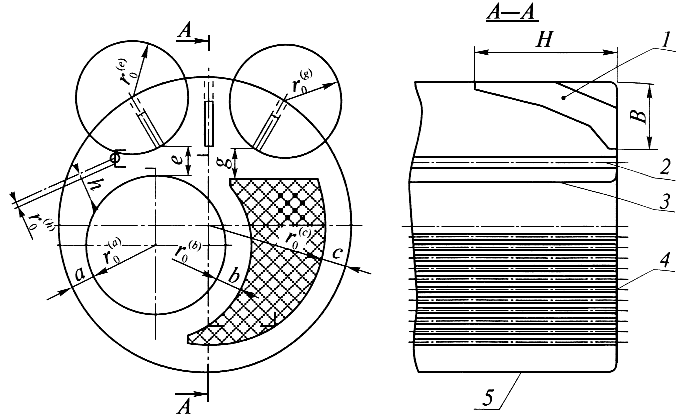 A
A—A
H
1
B
2
3
4
5
r₀⁽ᵉ⁾
r₀⁽ᵍ⁾
e
g
h
r₀⁽ʰ⁾
a
r₀⁽ᵃ⁾
r₀⁽ᵇ⁾
b
r₀⁽ᶜ⁾
c
A